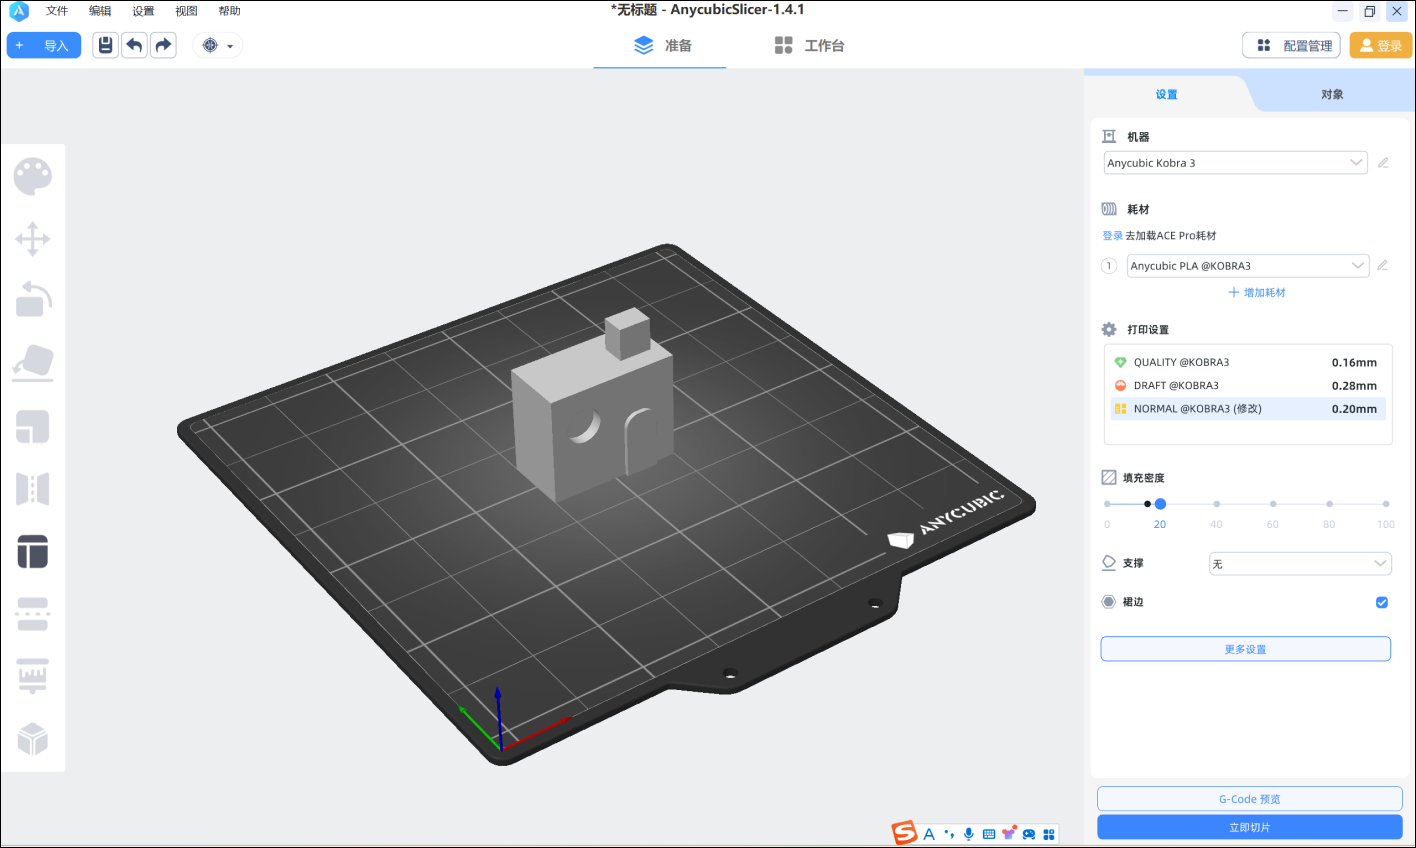 *无标题 - AnycubicSlicer-1.4.1
文件 编辑 设置 视图 帮助
+ 导入
准备
工作台
配置管理
登录
设置
对象
机器
Anycubic Kobra 3
耗材
登录 去加载ACE Pro耗材
1 Anycubic PLA @KOBRA3
+ 增加耗材
打印设置
QUALITY @KOBRA3 0.16mm
DRAFT @KOBRA3 0.28mm
NORMAL @KOBRA3 (修改) 0.20mm
填充密度
0 20 40 60 80 100
支撑 无
裙边
更多设置
ANYCUBIC
G-Code 预览
立即切片
S A